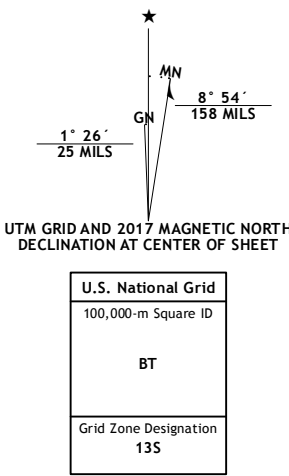 MN
GN
8° 54´
158 MILS
1° 26´
25 MILS
UTM GRID AND 2017 MAGNETIC NORTH
DECLINATION AT CENTER OF SHEET
U.S. National Grid
100,000-m Square ID
BT
Grid Zone Designation
13S